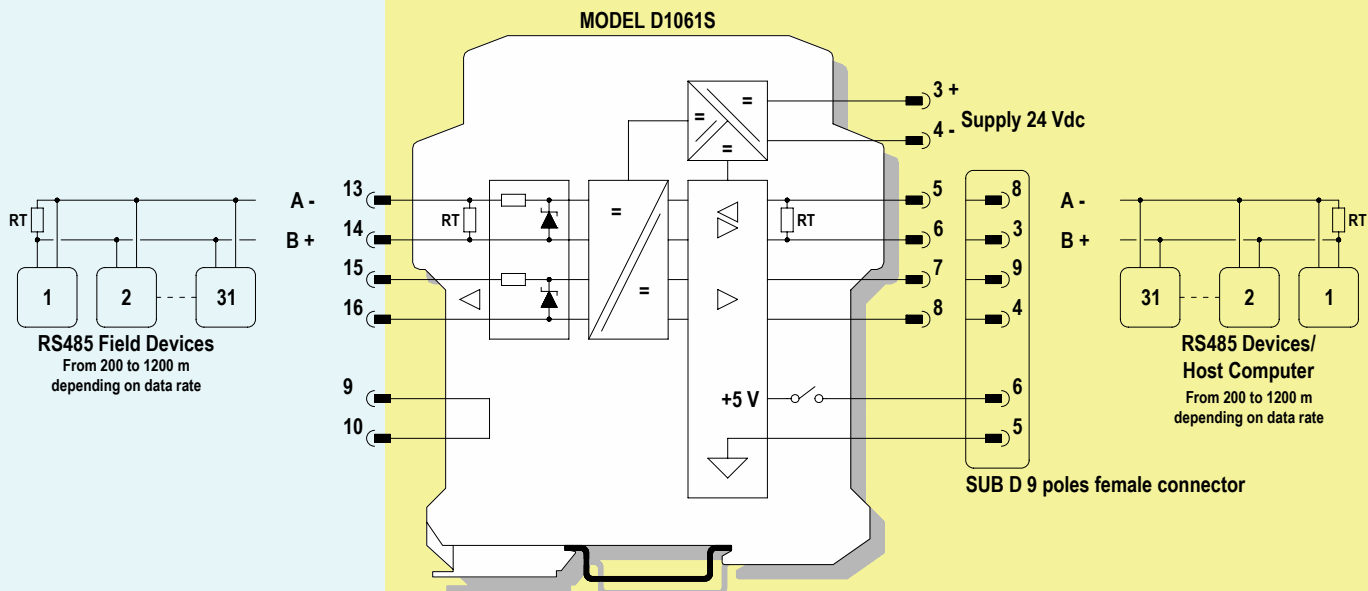 MODEL D1061S
=
=
=
3 +
4 -
Supply 24 Vdc
A -
B +
RT
1
2
31
RS485 Field Devices
From 200 to 1200 m
depending on data rate
13
14
15
16
9
10
RT
=
=
RT
+5 V
5
6
7
8
8
3
9
4
6
5
SUB D 9 poles female connector
A -
B +
RT
31
2
1
RS485 Devices/
Host Computer
From 200 to 1200 m
depending on data rate